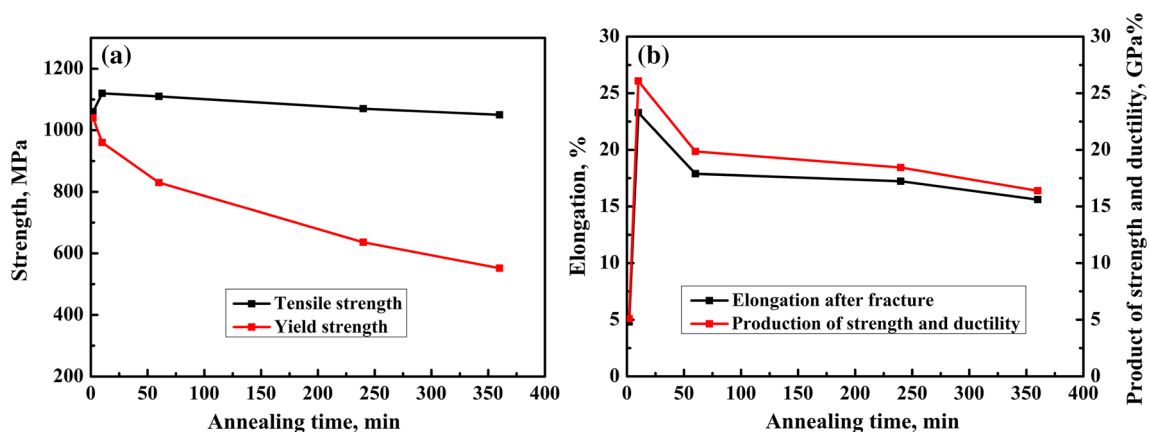 (a)
Strength, MPa
1200
1000
800
600
400
200
0 50 100 150 200 250 300 350 400
Annealing time, min
Tensile strength
Yield strength
(b)
Elongation, %
30
25
20
15
10
5
0
0 50 100 150 200 250 300 350 400
Annealing time, min
Elongation after fracture
Production of strength and ductility
30
25
20
15
10
5
0
Product of strength and ductility, GPa%